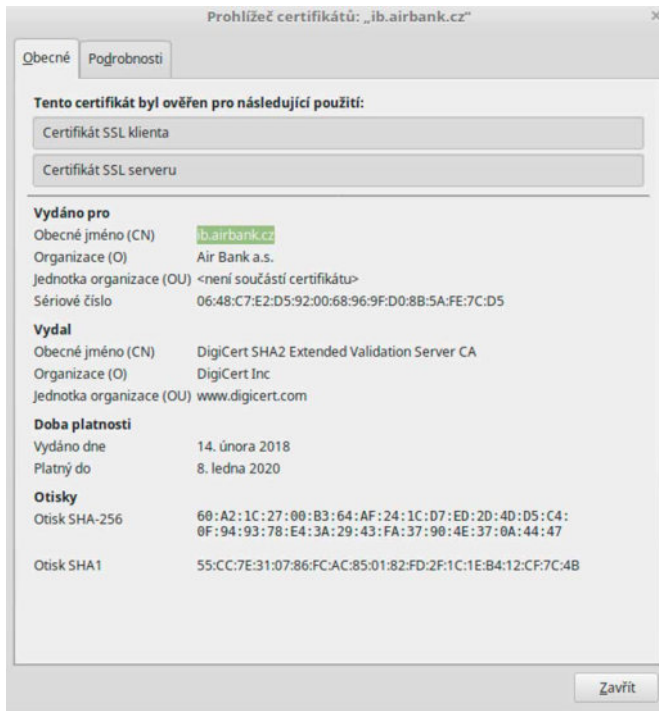 Prohlížeč certifikátů: „ib.airbank.cz“ ×
Obecné Podrobnosti
Tento certifikát byl ověřen pro následující použití:
Certifikát SSL klienta
Certifikát SSL serveru
Vydáno pro
Obecné jméno (CN) ib.airbank.cz
Organizace (O) Air Bank a.s.
Jednotka organizace (OU) <není součástí certifikátu>
Sériové číslo 06:48:C7:E2:D5:92:00:68:96:9F:D0:8B:5A:FE:7C:D5
Vydal
Obecné jméno (CN) DigiCert SHA2 Extended Validation Server CA
Organizace (O) DigiCert Inc
Jednotka organizace (OU) www.digicert.com
Doba platnosti
Vydáno dne 14. února 2018
Platný do 8. ledna 2020
Otisky
Otisk SHA-256 60:A2:1C:27:00:B3:64:AF:24:1C:D7:ED:2D:4D:D5:C4:
0F:94:93:78:E4:3A:29:43:FA:37:90:4E:37:0A:44:47
Otisk SHA1 55:CC:7E:31:07:86:FC:AC:85:01:82:FD:2F:1C:1E:B4:12:CF:7C:4B
Zavřít